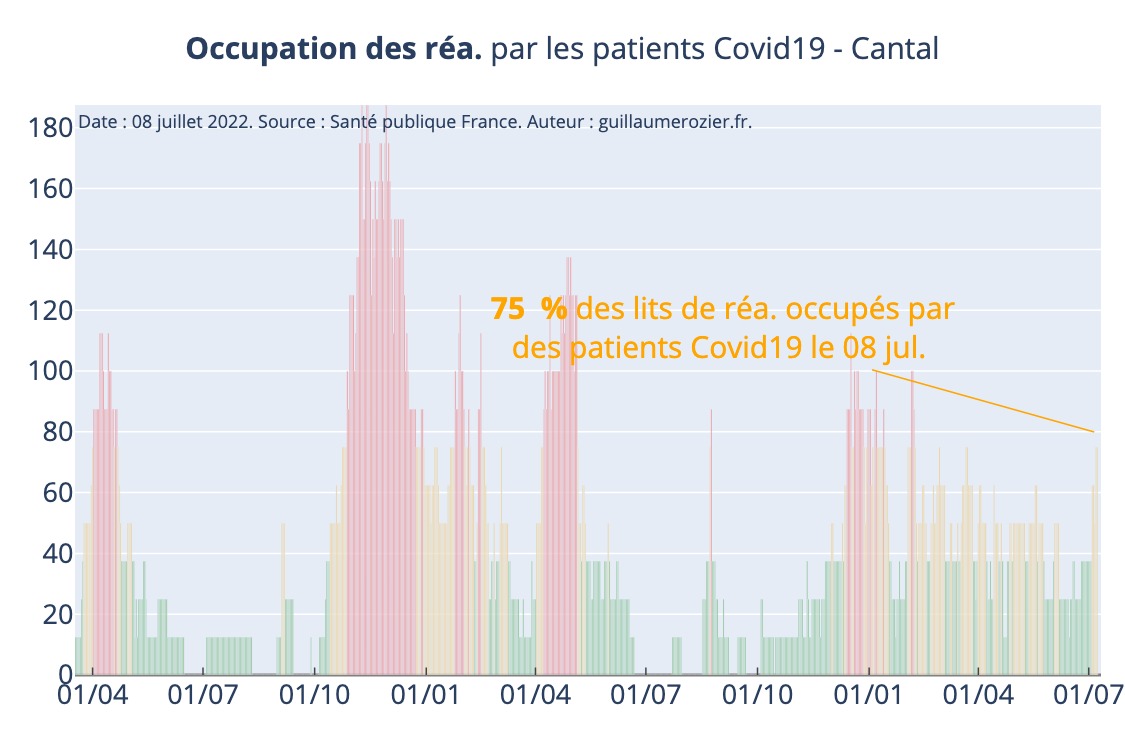 Occupation des réa. par les patients Covid19 - Cantal
Date : 08 juillet 2022. Source : Santé publique France. Auteur : guillaumerozier.fr.
180
160
140
120
100
80
60
40
20
0
75 % des lits de réa. occupés par
des patients Covid19 le 08 jul.
01/04 01/07 01/10 01/01 01/04 01/07 01/10 01/01 01/04 01/07